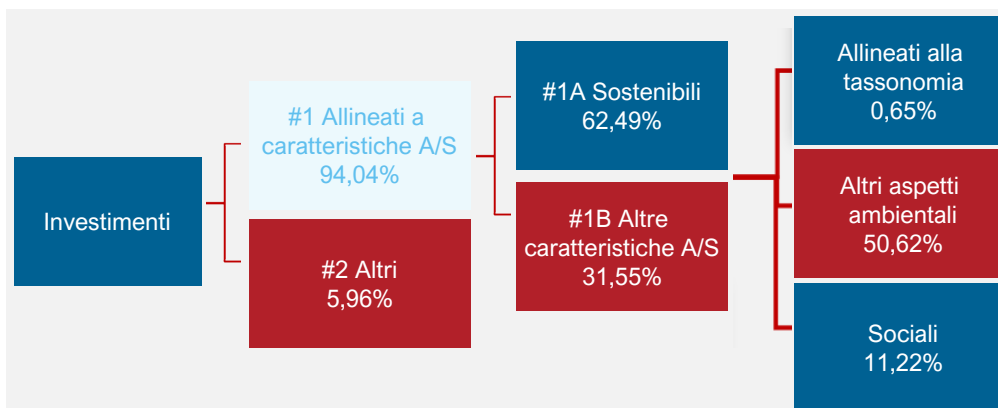 Investimenti
#1 Allineati a
caratteristiche A/S
94,04%
#2 Altri
5,96%
#1A Sostenibili
62,49%
#1B Altre
caratteristiche A/S
31,55%
Allineati alla
tassonomia
0,65%
Altri aspetti
ambientali
50,62%
Sociali
11,22%